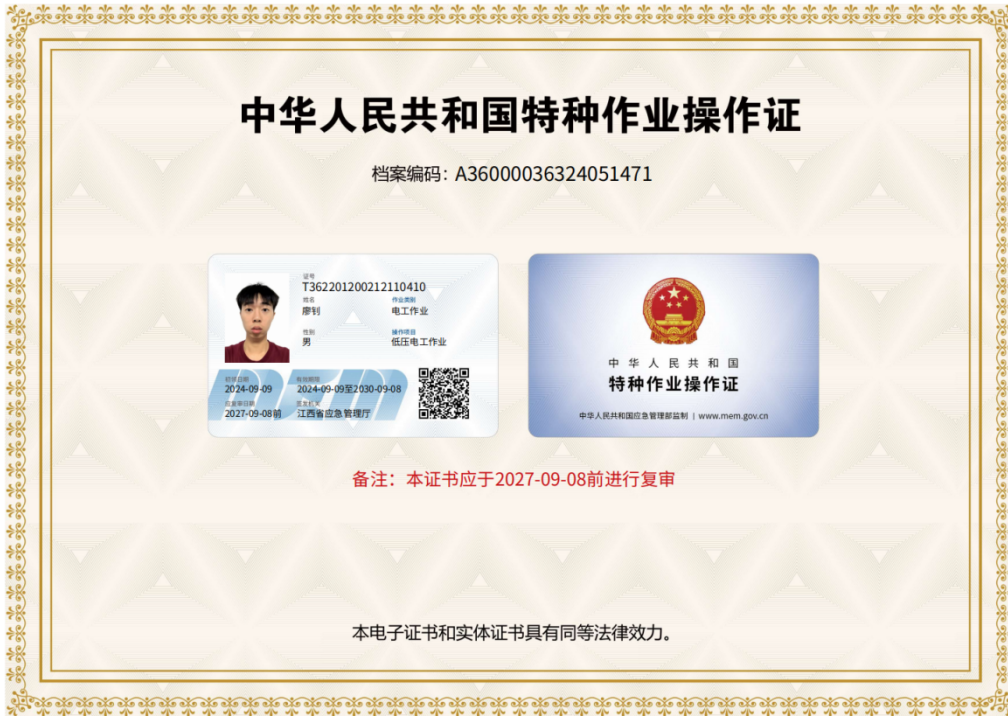 中华人民共和国特种作业操作证
档案编码：A36000036324051471
证号
T362201200212110410
姓名 作业类别
廖钊 电工作业
性别 操作项目
男 低压电工作业
初领日期 有效期限
2024-09-09 2024-09-09至2030-09-08
应复审日期 签发机关
2027-09-08前 江西省应急管理厅
中华人民共和国
特种作业操作证
中华人民共和国应急管理部监制 | www.mem.gov.cn
备注：本证书应于2027-09-08前进行复审
本电子证书和实体证书具有同等法律效力。